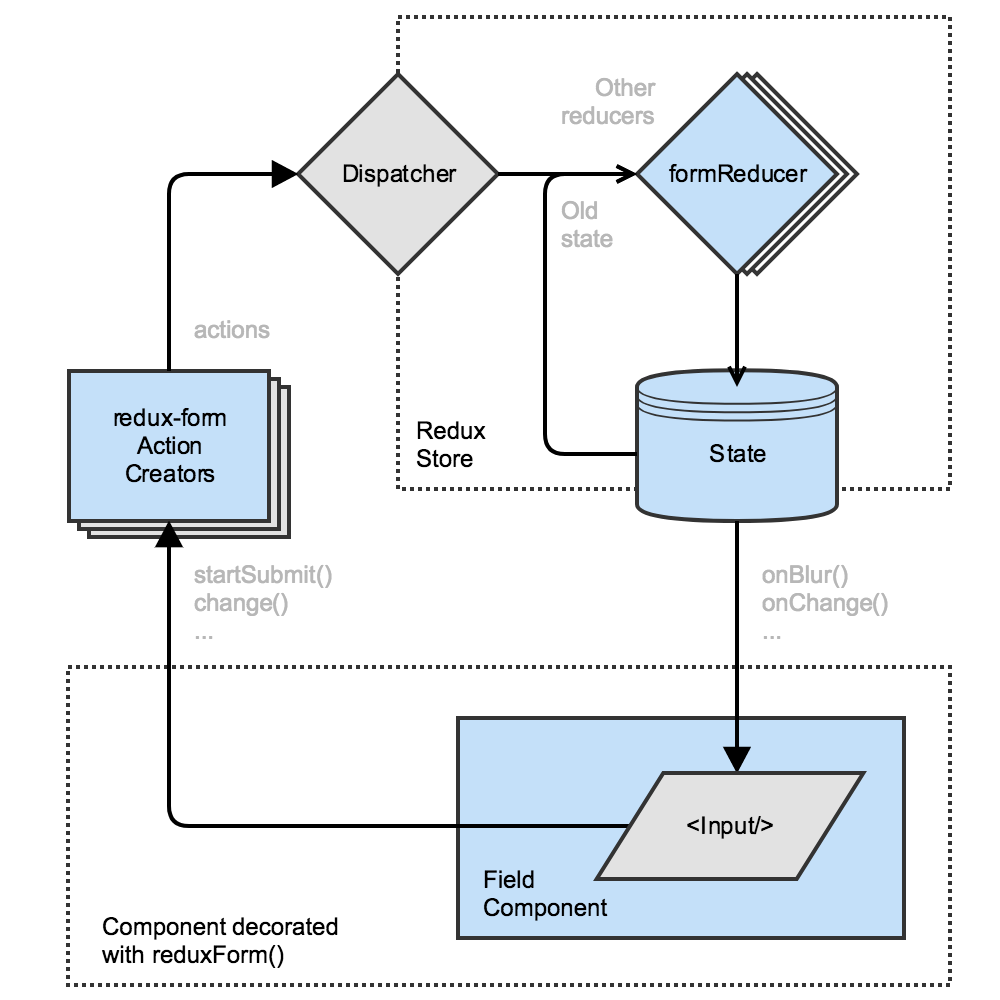 Other
reducers
Dispatcher
formReducer
Old
state
actions
redux-form
Action
Creators
Redux
Store
State
startSubmit()
change()
...
onBlur()
onChange()
...
<Input/>
Field
Component
Component decorated
with reduxForm()